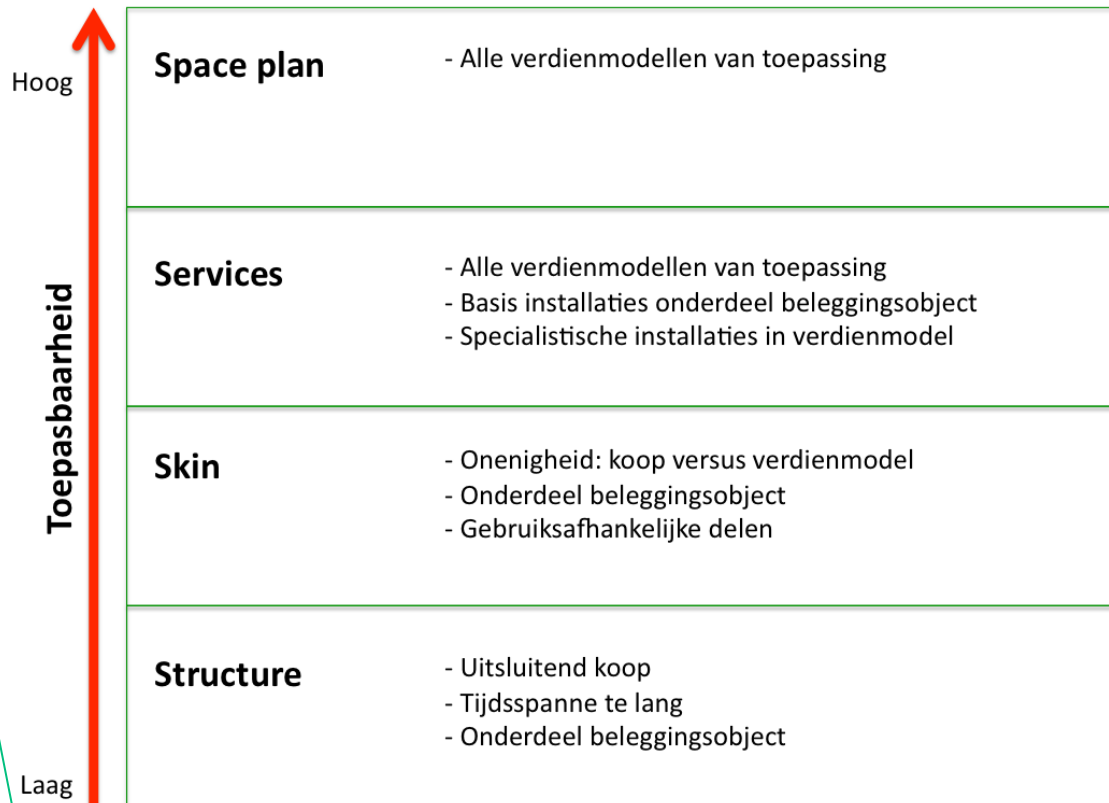 Hoog
Toepasbaarheid
Laag
Space plan
- Alle verdienmodellen van toepassing
Services
- Alle verdienmodellen van toepassing
- Basis installaties onderdeel beleggingsobject
- Specialistische installaties in verdienmodel
Skin
- Onenigheid: koop versus verdienmodel
- Onderdeel beleggingsobject
- Gebruiksafhankelijke delen
Structure
- Uitsluitend koop
- Tijdsspanne te lang
- Onderdeel beleggingsobject